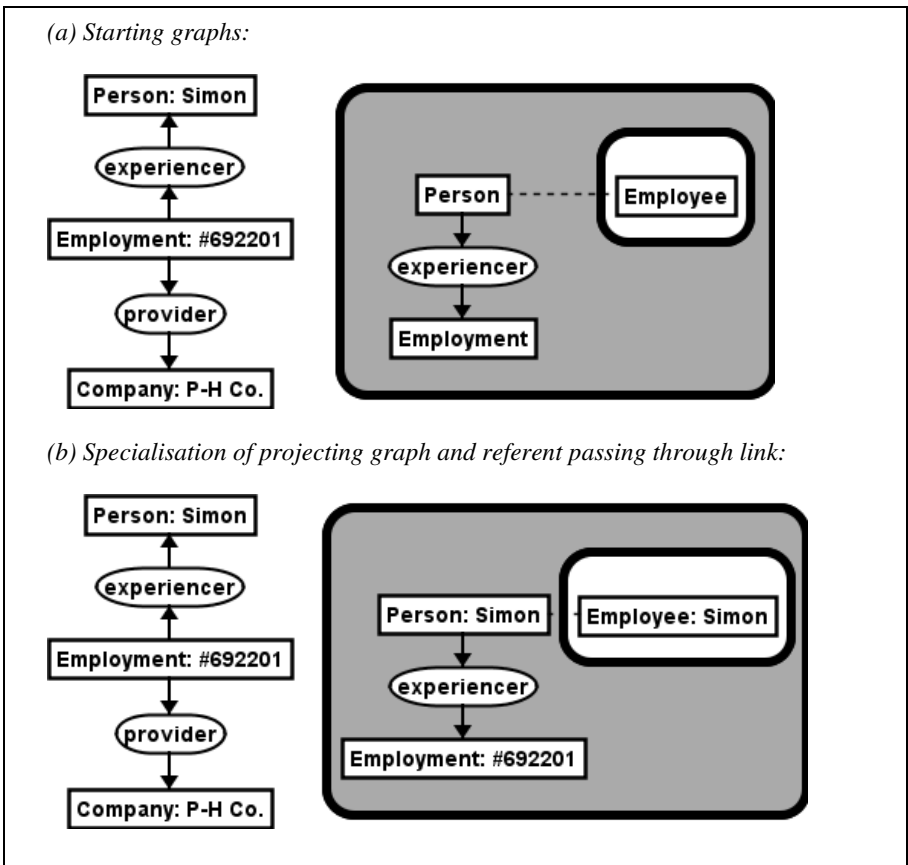 (a) Starting graphs:
Person: Simon
experiencer
Employment: #692201
provider
Company: P-H Co.
Person
Employee
experiencer
Employment
(b) Specialisation of projecting graph and referent passing through link:
Person: Simon
experiencer
Employment: #692201
provider
Company: P-H Co.
Person: Simon
Employee: Simon
experiencer
Employment: #692201